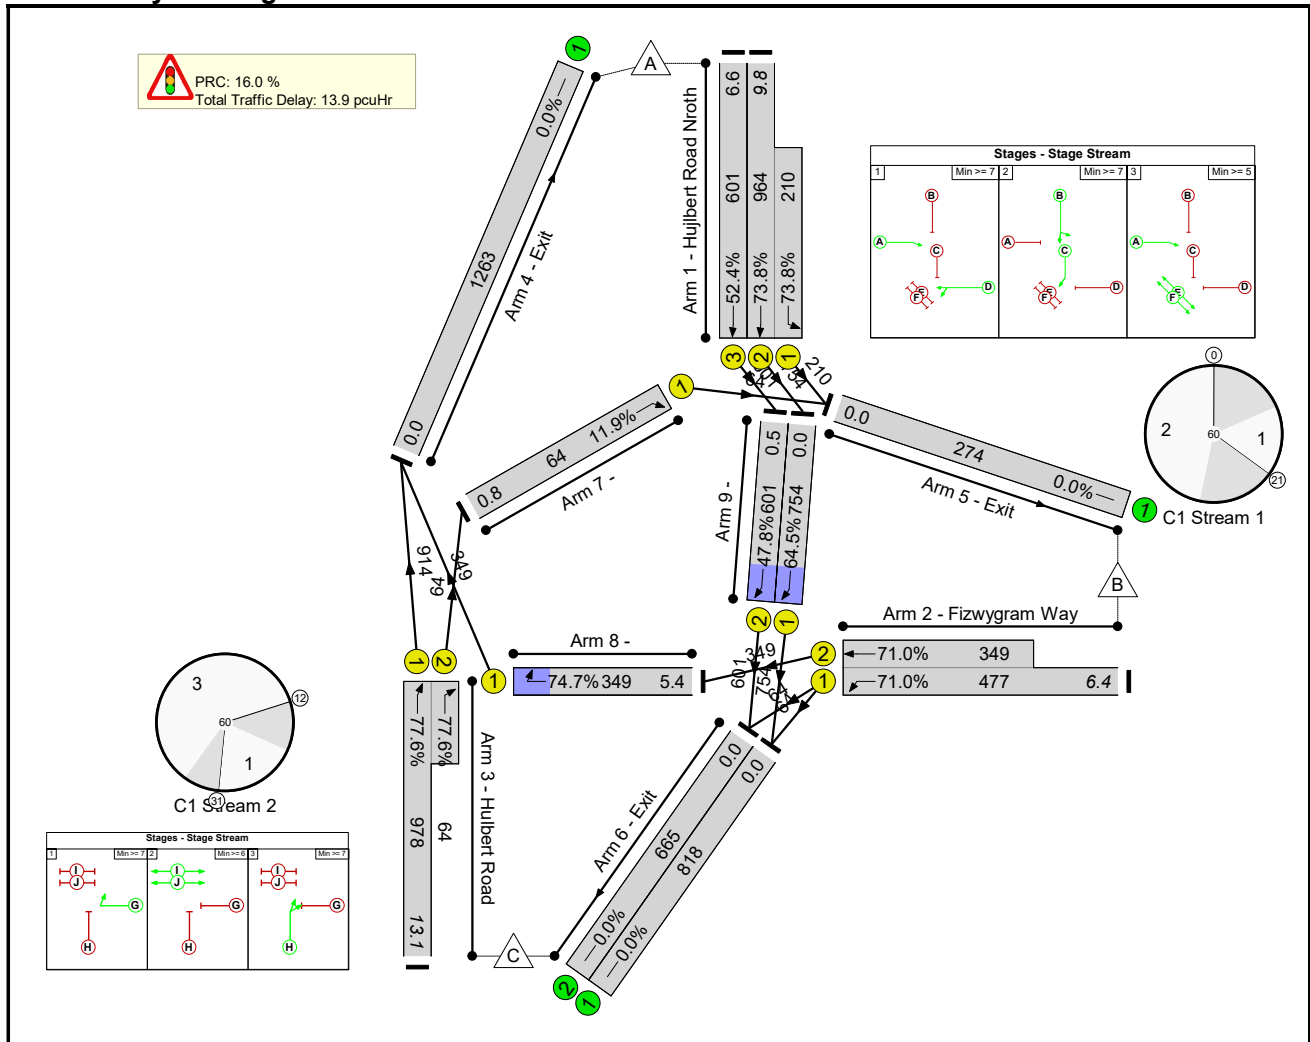 PRC: 16.0 %
Total Traffic Delay: 13.9 pcuHr
1
A
0.0%
1263
0.0
Arm 4 - Exit
Arm 1 - Hujlbert Road Nroth
6.6
601
52.4%
9.8
964
73.8%
210
73.8%
3
2
1
64
754
210
Stages - Stage Stream
1
Min >= 7
2
Min >= 7
3
Min >= 5
B
A
C
D
E
F
B
A
C
D
E
F
B
A
C
D
E
F
0
2
60
1
21
C1 Stream 1
0.0
274
0.0%
1
Arm 5 - Exit
B
1
11.9%
64
0.8
Arm 7 -
Arm 9 -
0.5
601
47.8%
0.0
754
64.5%
2
1
914
64
349
1
2
Arm 8 -
1
74.7%
349
5.4
349
601
754
64
65
Arm 2 - Fizwygram Way
2
71.0%
349
1
71.0%
477
6.4
77.6%
978
13.1
77.6%
64
Arm 3 - Hulbert Road
C
Arm 6 - Exit
0.0
665
0.0%
0.0
818
0.0%
2
1
3
12
60
1
31
C1 Stream 2
Stages - Stage Stream
1
Min >= 7
2
Min >= 6
3
Min >= 7
I
J
G
H
I
J
G
H
I
J
G
H